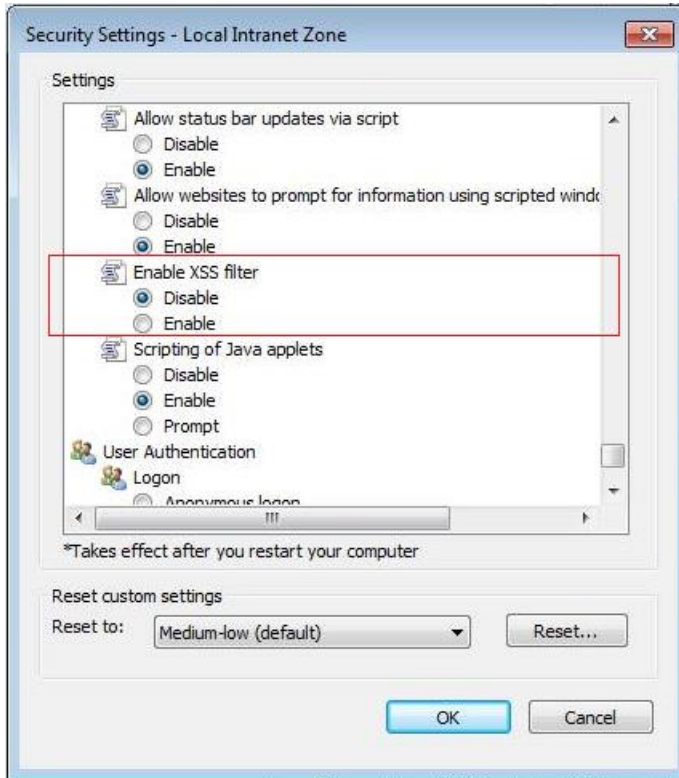 Security Settings - Local Intranet Zone
Settings
Allow status bar updates via script
Disable
Enable
Allow websites to prompt for information using scripted windo
Disable
Enable
Enable XSS filter
Disable
Enable
Scripting of Java applets
Disable
Enable
Prompt
User Authentication
Logon
Anonymous logon
*Takes effect after you restart your computer
Reset custom settings
Reset to:
Medium-low (default)
Reset...
OK
Cancel